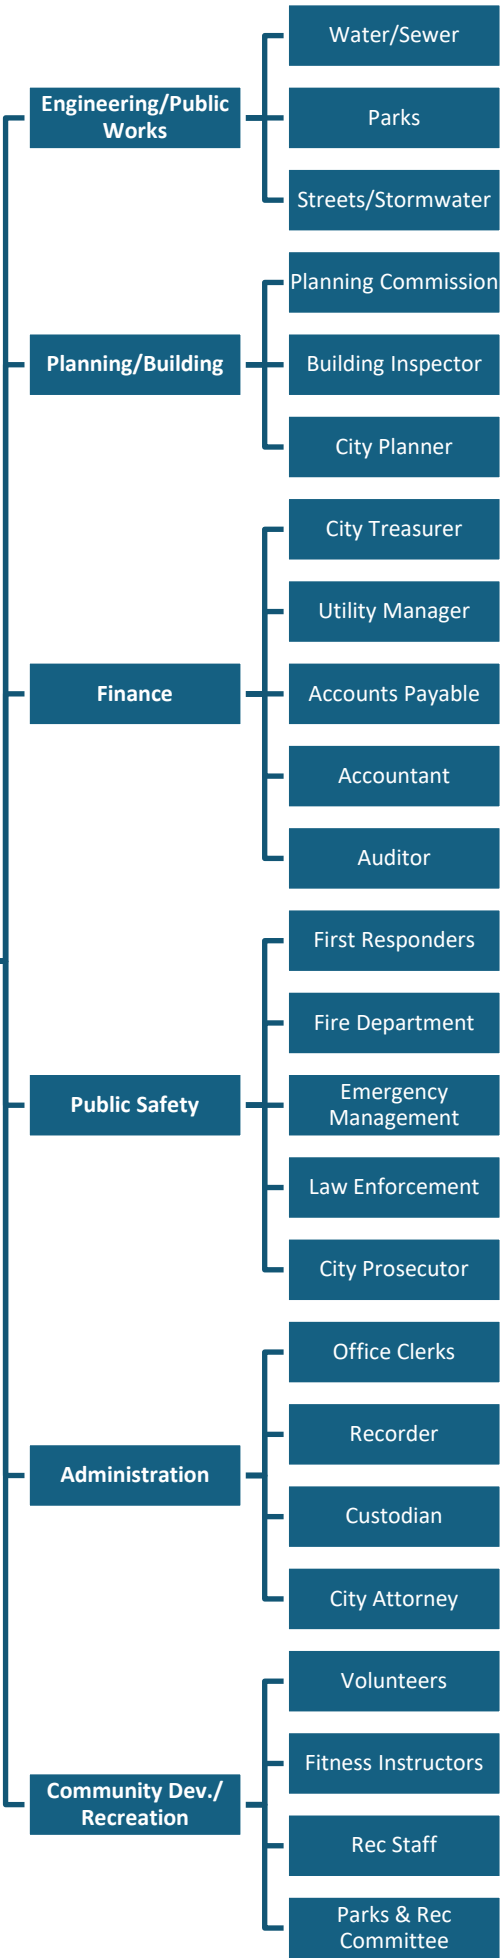 Water/Sewer
Engineering/Public
Works
Parks
Streets/Stormwater
Planning Commission
Planning/Building
Building Inspector
City Planner
City Treasurer
Utility Manager
Finance
Accounts Payable
Accountant
Auditor
First Responders
Fire Department
Public Safety
Emergency
Management
Law Enforcement
City Prosecutor
Office Clerks
Recorder
Administration
Custodian
City Attorney
Volunteers
Fitness Instructors
Community Dev./
Recreation
Rec Staff
Parks & Rec
Committee